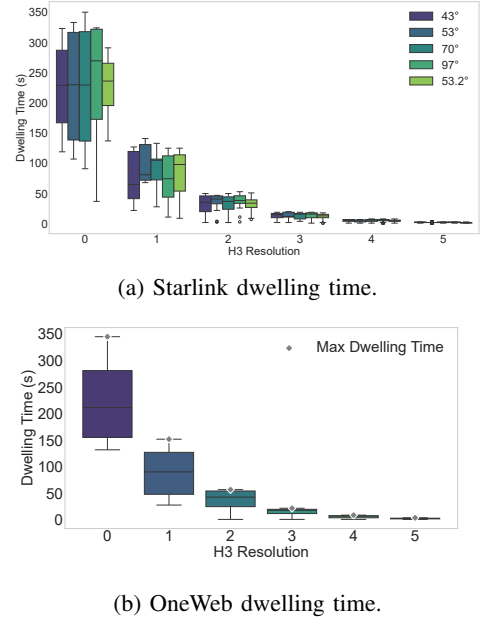 350
300
250
200
150
100
50
0
Dwelling Time (s)
43°
53°
70°
97°
53.2°
0 1 2 3 4 5
H3 Resolution
(a) Starlink dwelling time.
350
300
250
200
150
100
50
0
Dwelling Time (s)
Max Dwelling Time
0 1 2 3 4 5
H3 Resolution
(b) OneWeb dwelling time.